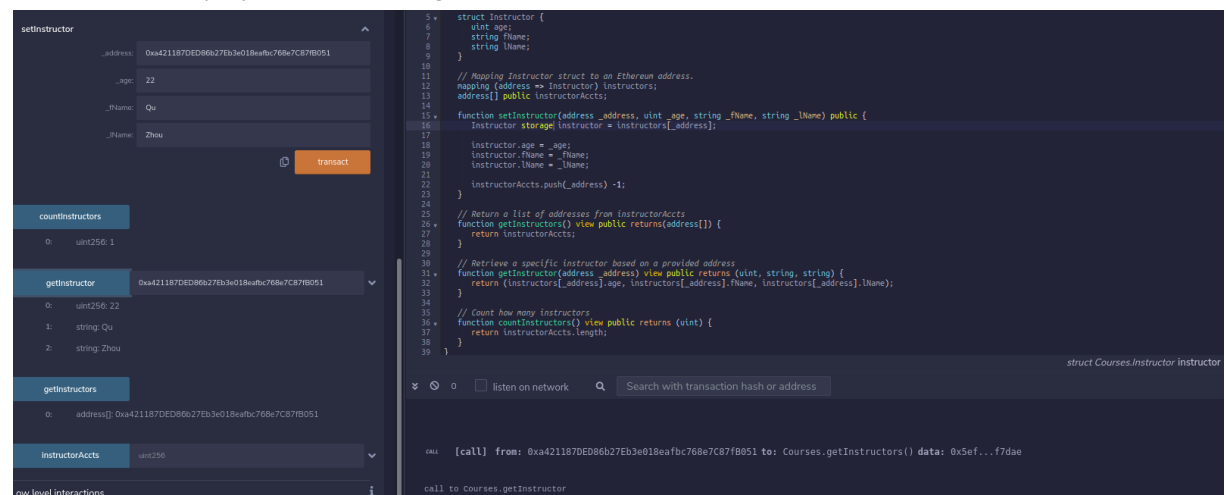 setInstructor
_address: 0xa421187DED86b27Eb3e018eafbc768e7C87fB051
_age: 22
_fName: Qu
_lName: Zhou
transact
countInstructors
0: uint256: 1
getInstructor 0xa421187DED86b27Eb3e018eafbc768e7C87fB051
0: uint256: 22
1: string: Qu
2: string: Zhou
getInstructors
0: address[]: 0xa421187DED86b27Eb3e018eafbc768e7C87fB051
instructorAccts uint256
ow level interactions i
5 struct Instructor {
6 uint age;
7 string fName;
8 string lName;
9 }
10
11 // Mapping Instructor struct to an Ethereum address.
12 mapping (address => Instructor) instructors;
13 address[] public instructorAccts;
14
15 function setInstructor(address _address, uint _age, string _fName, string _lName) public {
16 Instructor storage instructor = instructors[_address];
17
18 instructor.age = _age;
19 instructor.fName = _fName;
20 instructor.lName = _lName;
21
22 instructorAccts.push(_address) -1;
23 }
24
25 // Return a list of addresses from instructorAccts
26 function getInstructors() view public returns(address[]) {
27 return instructorAccts;
28 }
29
30 // Retrieve a specific instructor based on a provided address
31 function getInstructor(address _address) view public returns (uint, string, string) {
32 return (instructors[_address].age, instructors[_address].fName, instructors[_address].lName);
33 }
34
35 // Count how many instructors
36 function countInstructors() view public returns (uint) {
37 return instructorAccts.length;
38 }
39 }
struct Courses.Instructor instructor
0 listen on network Search with transaction hash or address
CALL [call] from: 0xa421187DED86b27Eb3e018eafbc768e7C87fB051 to: Courses.getInstructors() data: 0x5ef...f7dae
call to Courses.getInstructor